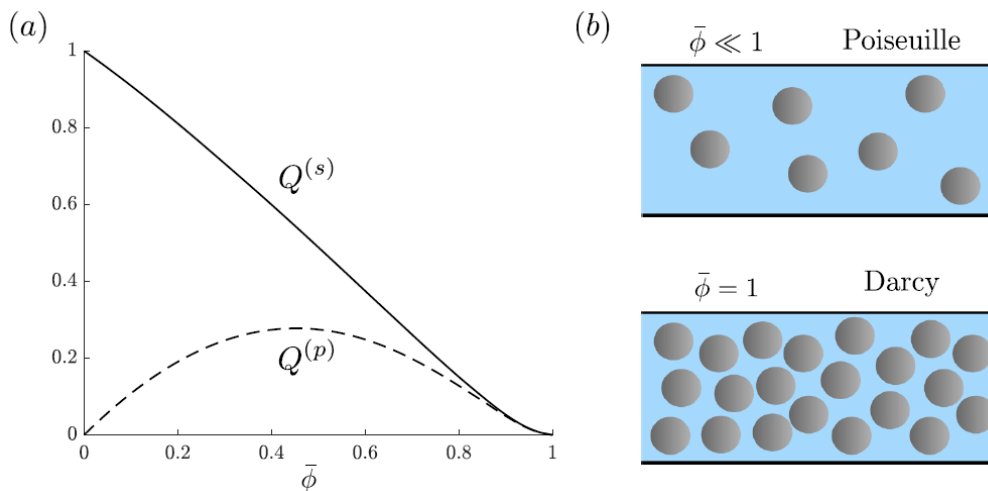 (a)
1
0.8
0.6
0.4
0.2
0
Q^{(s)}
Q^{(p)}
0 0.2 0.4 0.6 0.8 1
ϕ̄
(b)
ϕ̄ ≪ 1 Poiseuille
ϕ̄ = 1 Darcy